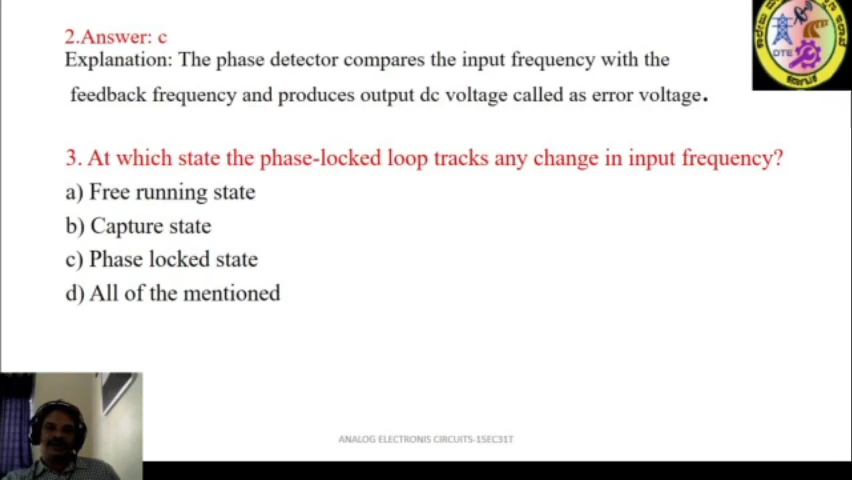 2.Answer: c
Explanation: The phase detector compares the input frequency with the
feedback frequency and produces output dc voltage called as error voltage.
3. At which state the phase-locked loop tracks any change in input frequency?
a) Free running state
b) Capture state
c) Phase locked state
d) All of the mentioned
DTE
ANALOG ELECTRONIS CIRCUITS-15EC31T